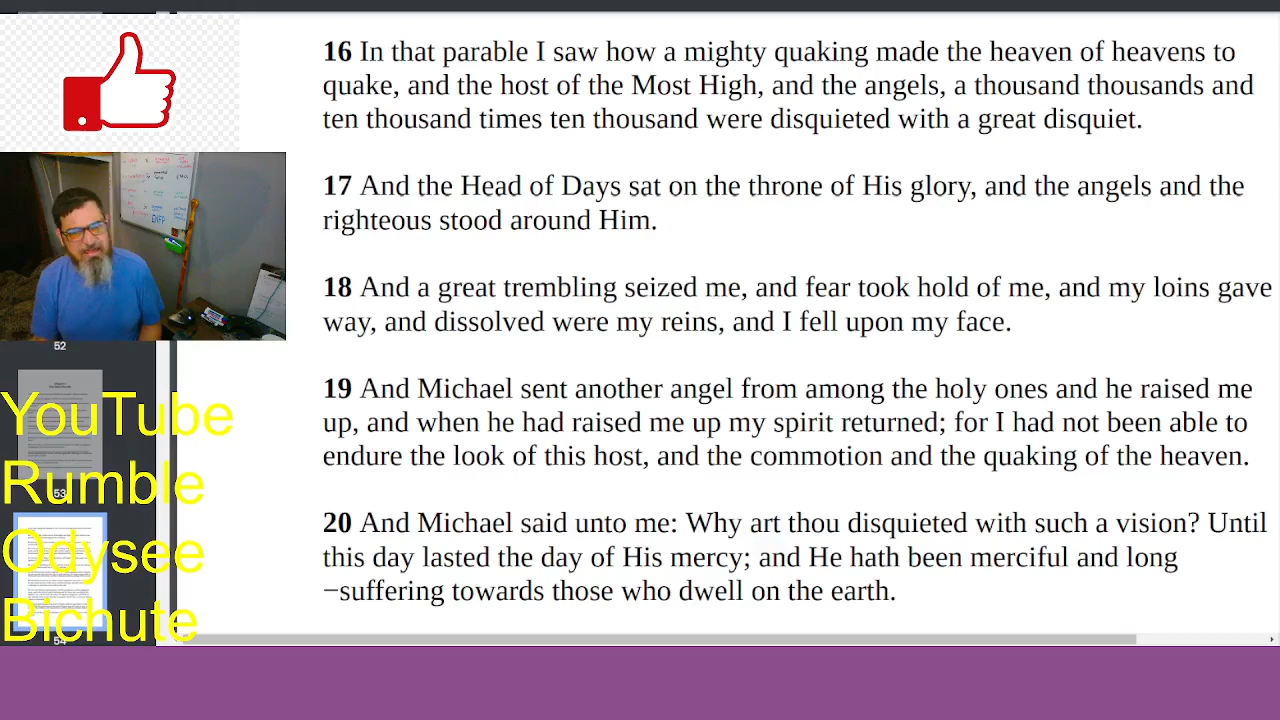 16 In that parable I saw how a mighty quaking made the heaven of heavens to
quake, and the host of the Most High, and the angels, a thousand thousands and
ten thousand times ten thousand were disquieted with a great disquiet.
17 And the Head of Days sat on the throne of His glory, and the angels and the
righteous stood around Him.
18 And a great trembling seized me, and fear took hold of me, and my loins gave
way, and dissolved were my reins, and I fell upon my face.
19 And Michael sent another angel from among the holy ones and he raised me
up, and when he had raised me up my spirit returned; for I had not been able to
endure the look of this host, and the commotion and the quaking of the heaven.
20 And Michael said unto me: Why art thou disquieted with such a vision? Until
this day lasted the day of His mercy; and He hath been merciful and long
−suffering towards those who dwell on the earth.
ENFP
52
YouTube
53
Rumble
Odysee
Bichute
54